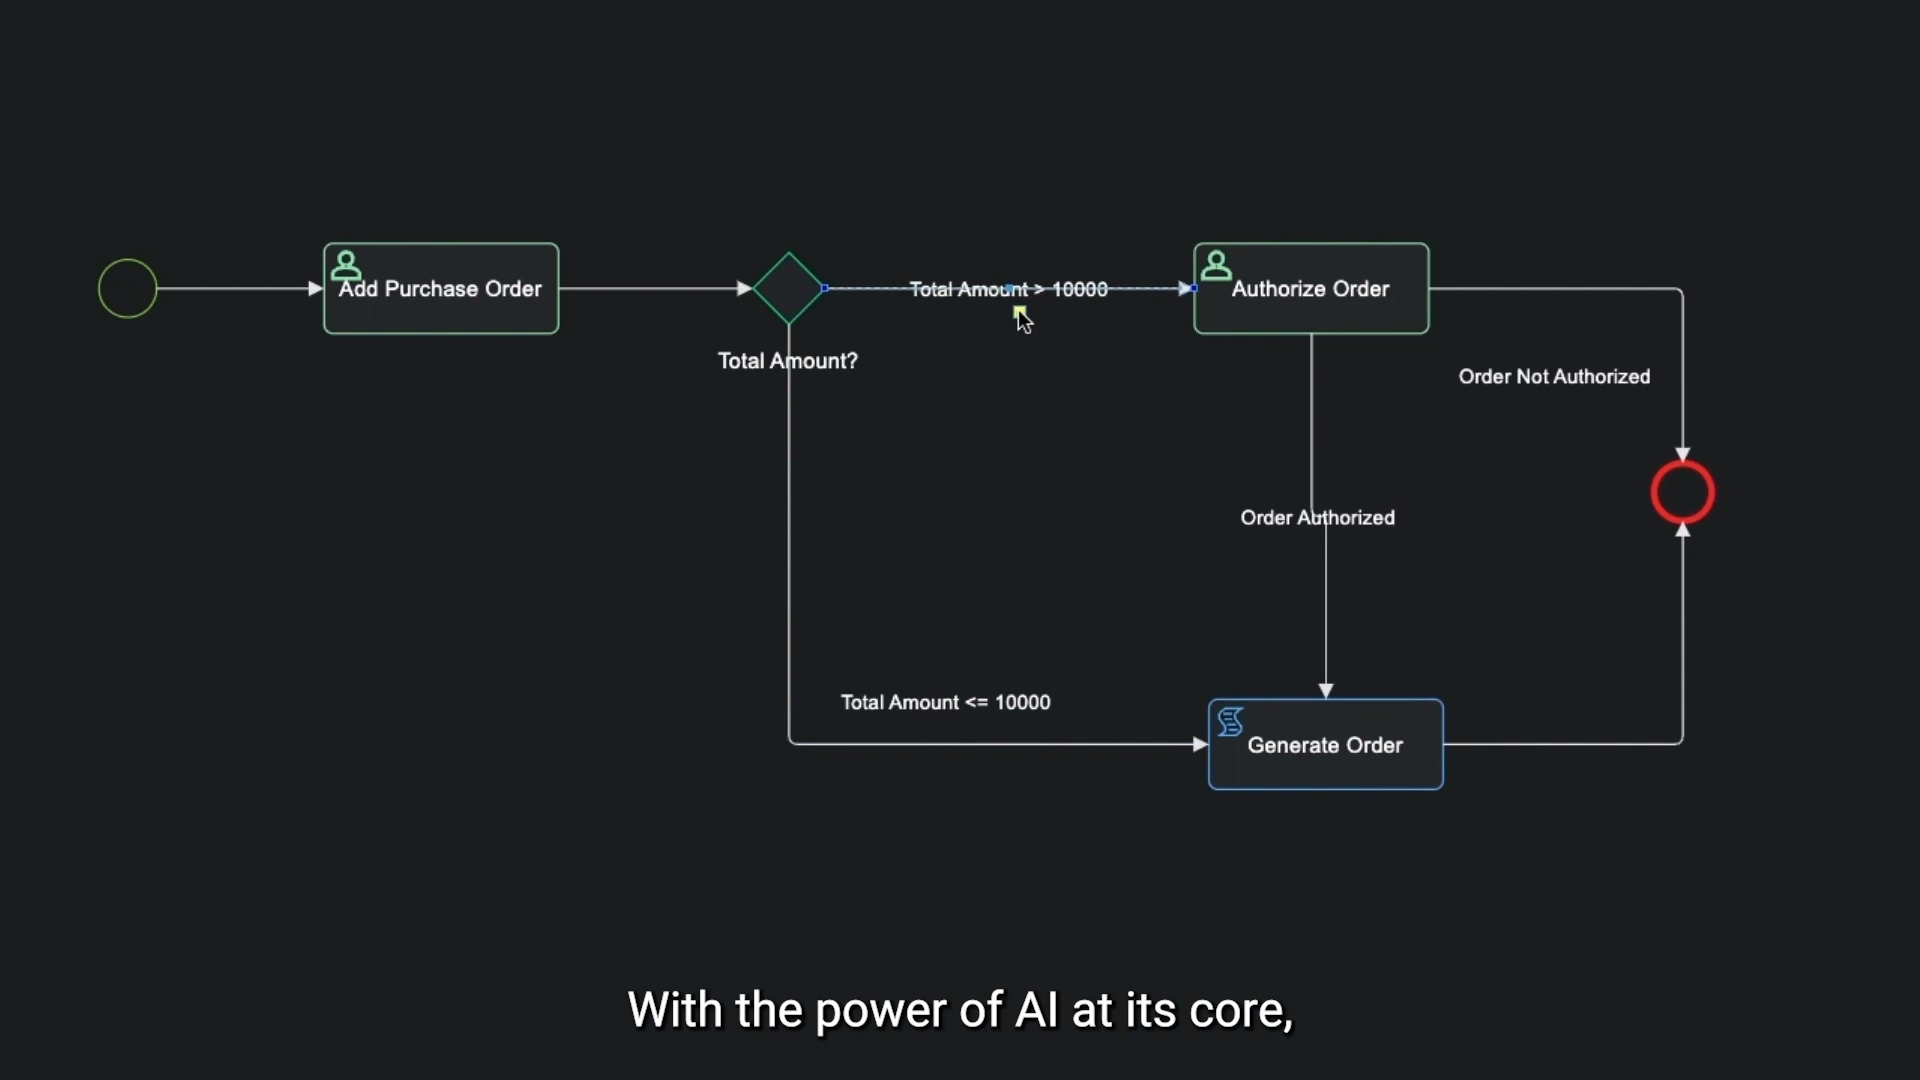 Add Purchase Order
Total Amount > 10000
Authorize Order
Total Amount?
Order Not Authorized
Order Authorized
Total Amount <= 10000
Generate Order
With the power of AI at its core,